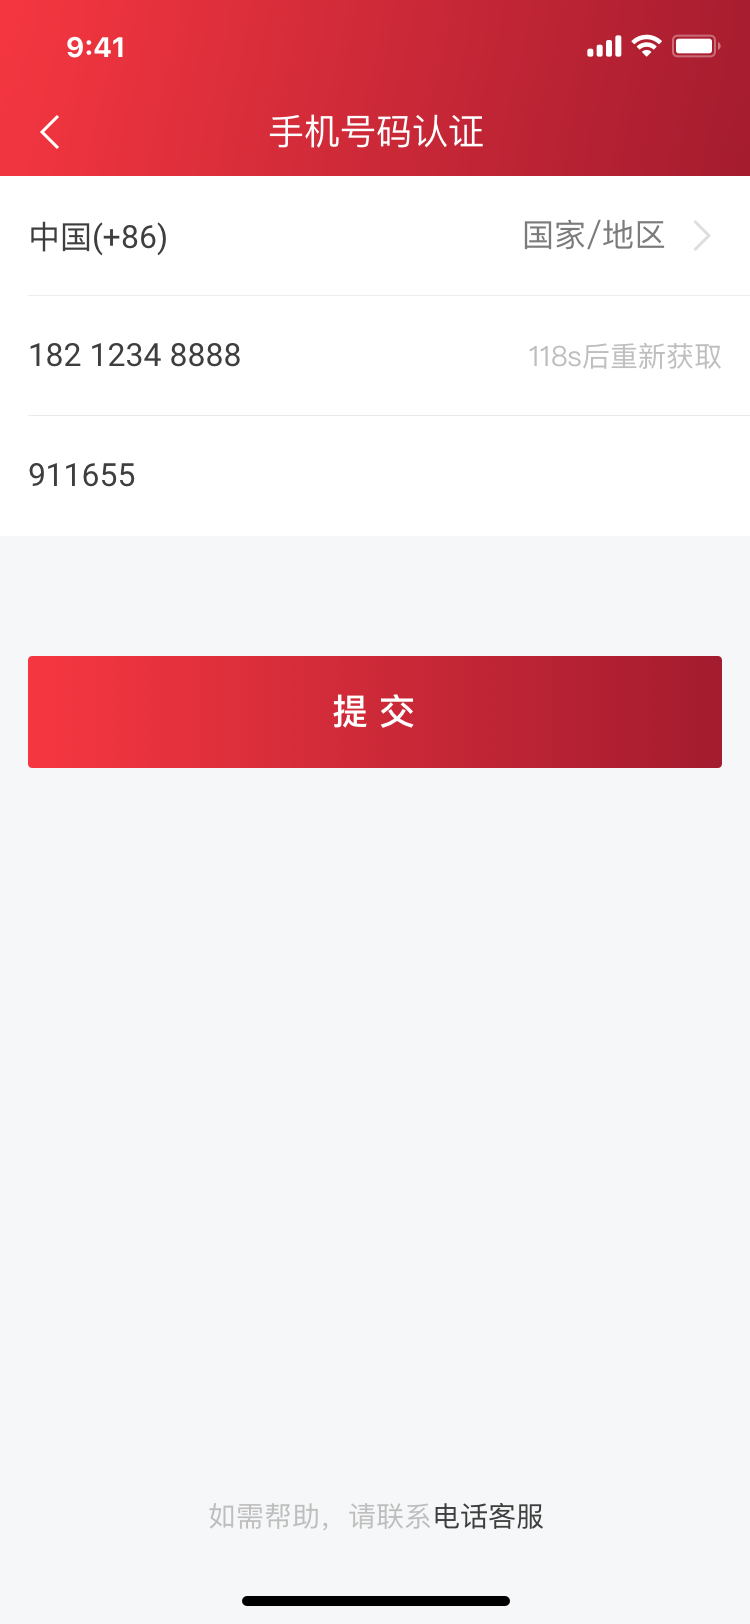 9:41
手机号码认证
中国(+86) 国家/地区
182 1234 8888 118s后重新获取
911655
提 交
如需帮助，请联系电话客服